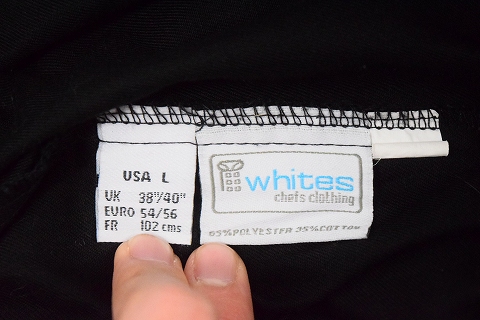 USA L
UK 38"/40"
EURO 54/56
FR 102 cms
whites
chefs clothing
65%POLYESTER 35%COTTON